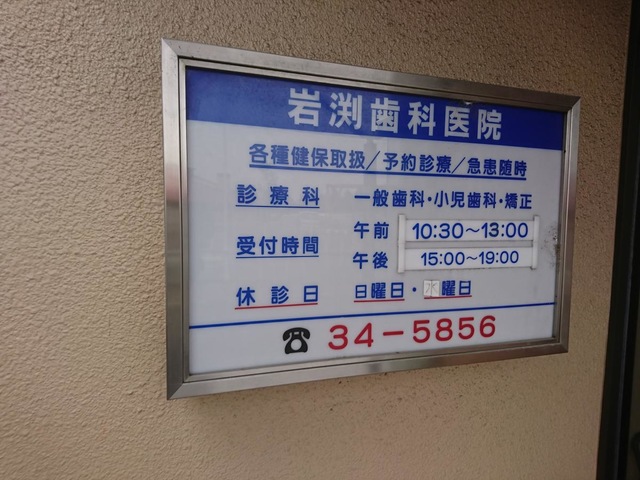 岩渕歯科医院
各種健保取扱／予約診療／急患随時
診療科 一般歯科・小児歯科・矯正
受付時間 午前 10:30～13:00
午後 15:00～19:00
休診日 日曜日・水曜日
☎ 34-5856